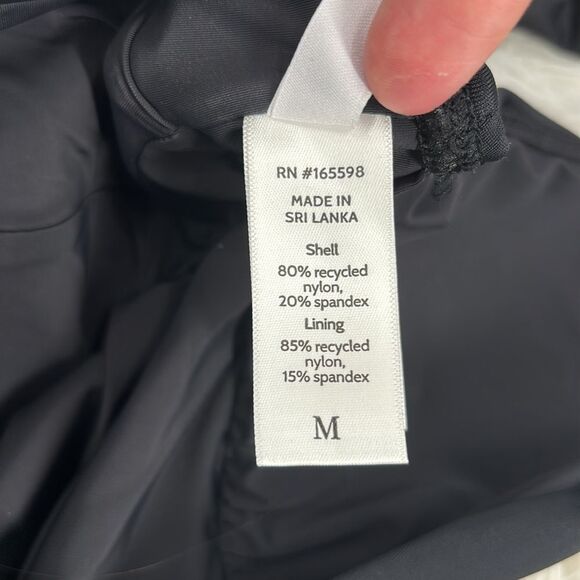 RN #165598
MADE IN
SRI LANKA
Shell
80% recycled
nylon,
20% spandex
Lining
85% recycled
nylon,
15% spandex
M